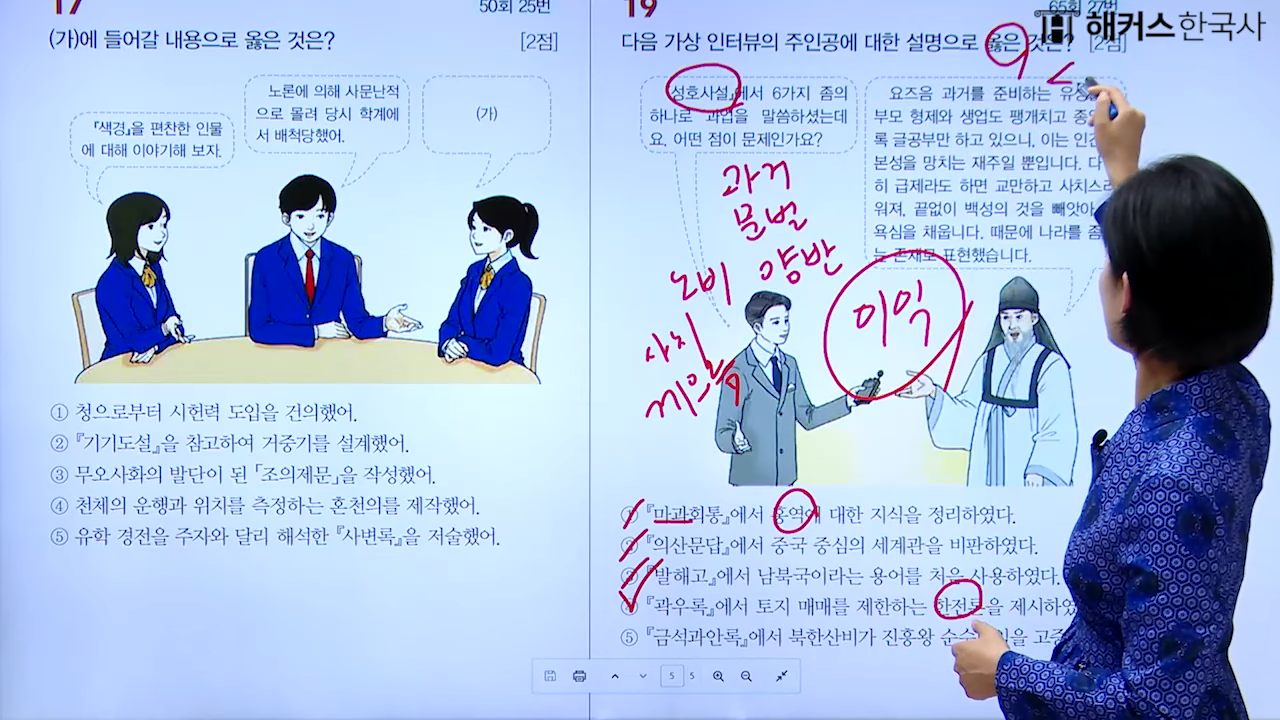 17
50회 25번
(가)에 들어갈 내용으로 옳은 것은?
[2점]
『색경』을 편찬한 인물
에 대해 이야기해 보자.
노론에 의해 사문난적
으로 몰려 당시 학계에
서 배척당했어.
(가)
① 청으로부터 시헌력 도입을 건의했어.
② 『기기도설』을 참고하여 거중기를 설계했어.
③ 무오사화의 발단이 된 「조의제문」을 작성했어.
④ 천체의 운행과 위치를 측정하는 혼천의를 제작했어.
⑤ 유학 경전을 주자와 달리 해석한 『사변록』을 저술했어.
19
65회 27번
해커스한국사
다음 가상 인터뷰의 주인공에 대한 설명으로 옳은 것은?
[2점]
『성호사설』에서 6가지 좀의
하나로 과업을 말씀하셨는데
요, 어떤 점이 문제인가요?
요즈음 과거를 준비하는
부모 형제와 생업도 팽개치고
록 글공부만 하고 있으니, 이는
본성을 망치는 재주일 뿐입니다.
히 급제라도 하면 교만하고
워져, 끝없이 백성의 것을 빼앗아
욕심을 채웁니다. 때문에 나라를
는 존재로 표현했습니다.
과거
문벌
노비 양반
사치
게으름
이익
① 『마과회통』에서 홍역에 대한 지식을 정리하였다.
② 『의산문답』에서 중국 중심의 세계관을 비판하였다.
③ 『발해고』에서 남북국이라는 용어를 처음 사용하였다.
④ 『곽우록』에서 토지 매매를 제한하는 한전론을 제시하였
⑤ 『금석과안록』에서 북한산비가 진흥왕
5
5